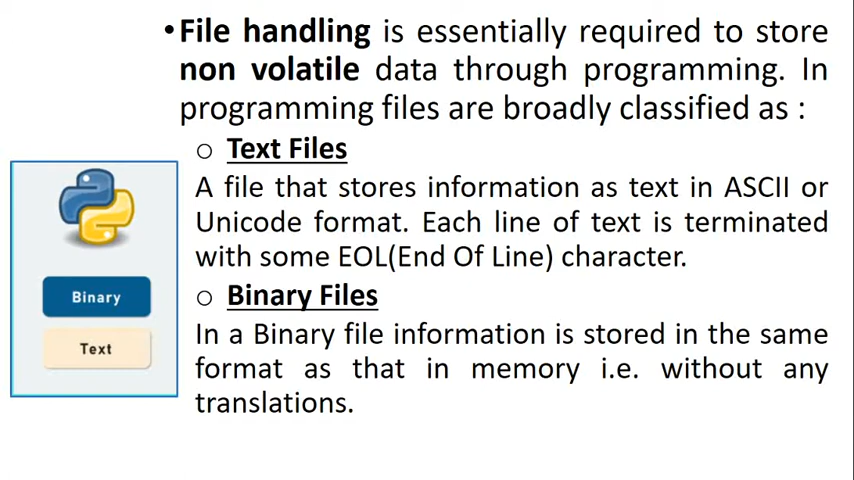 •File handling is essentially required to store
non volatile data through programming. In
programming files are broadly classified as :
o Text Files
A file that stores information as text in ASCII or
Unicode format. Each line of text is terminated
with some EOL(End Of Line) character.
o Binary Files
In a Binary file information is stored in the same
format as that in memory i.e. without any
translations.
Binary
Text